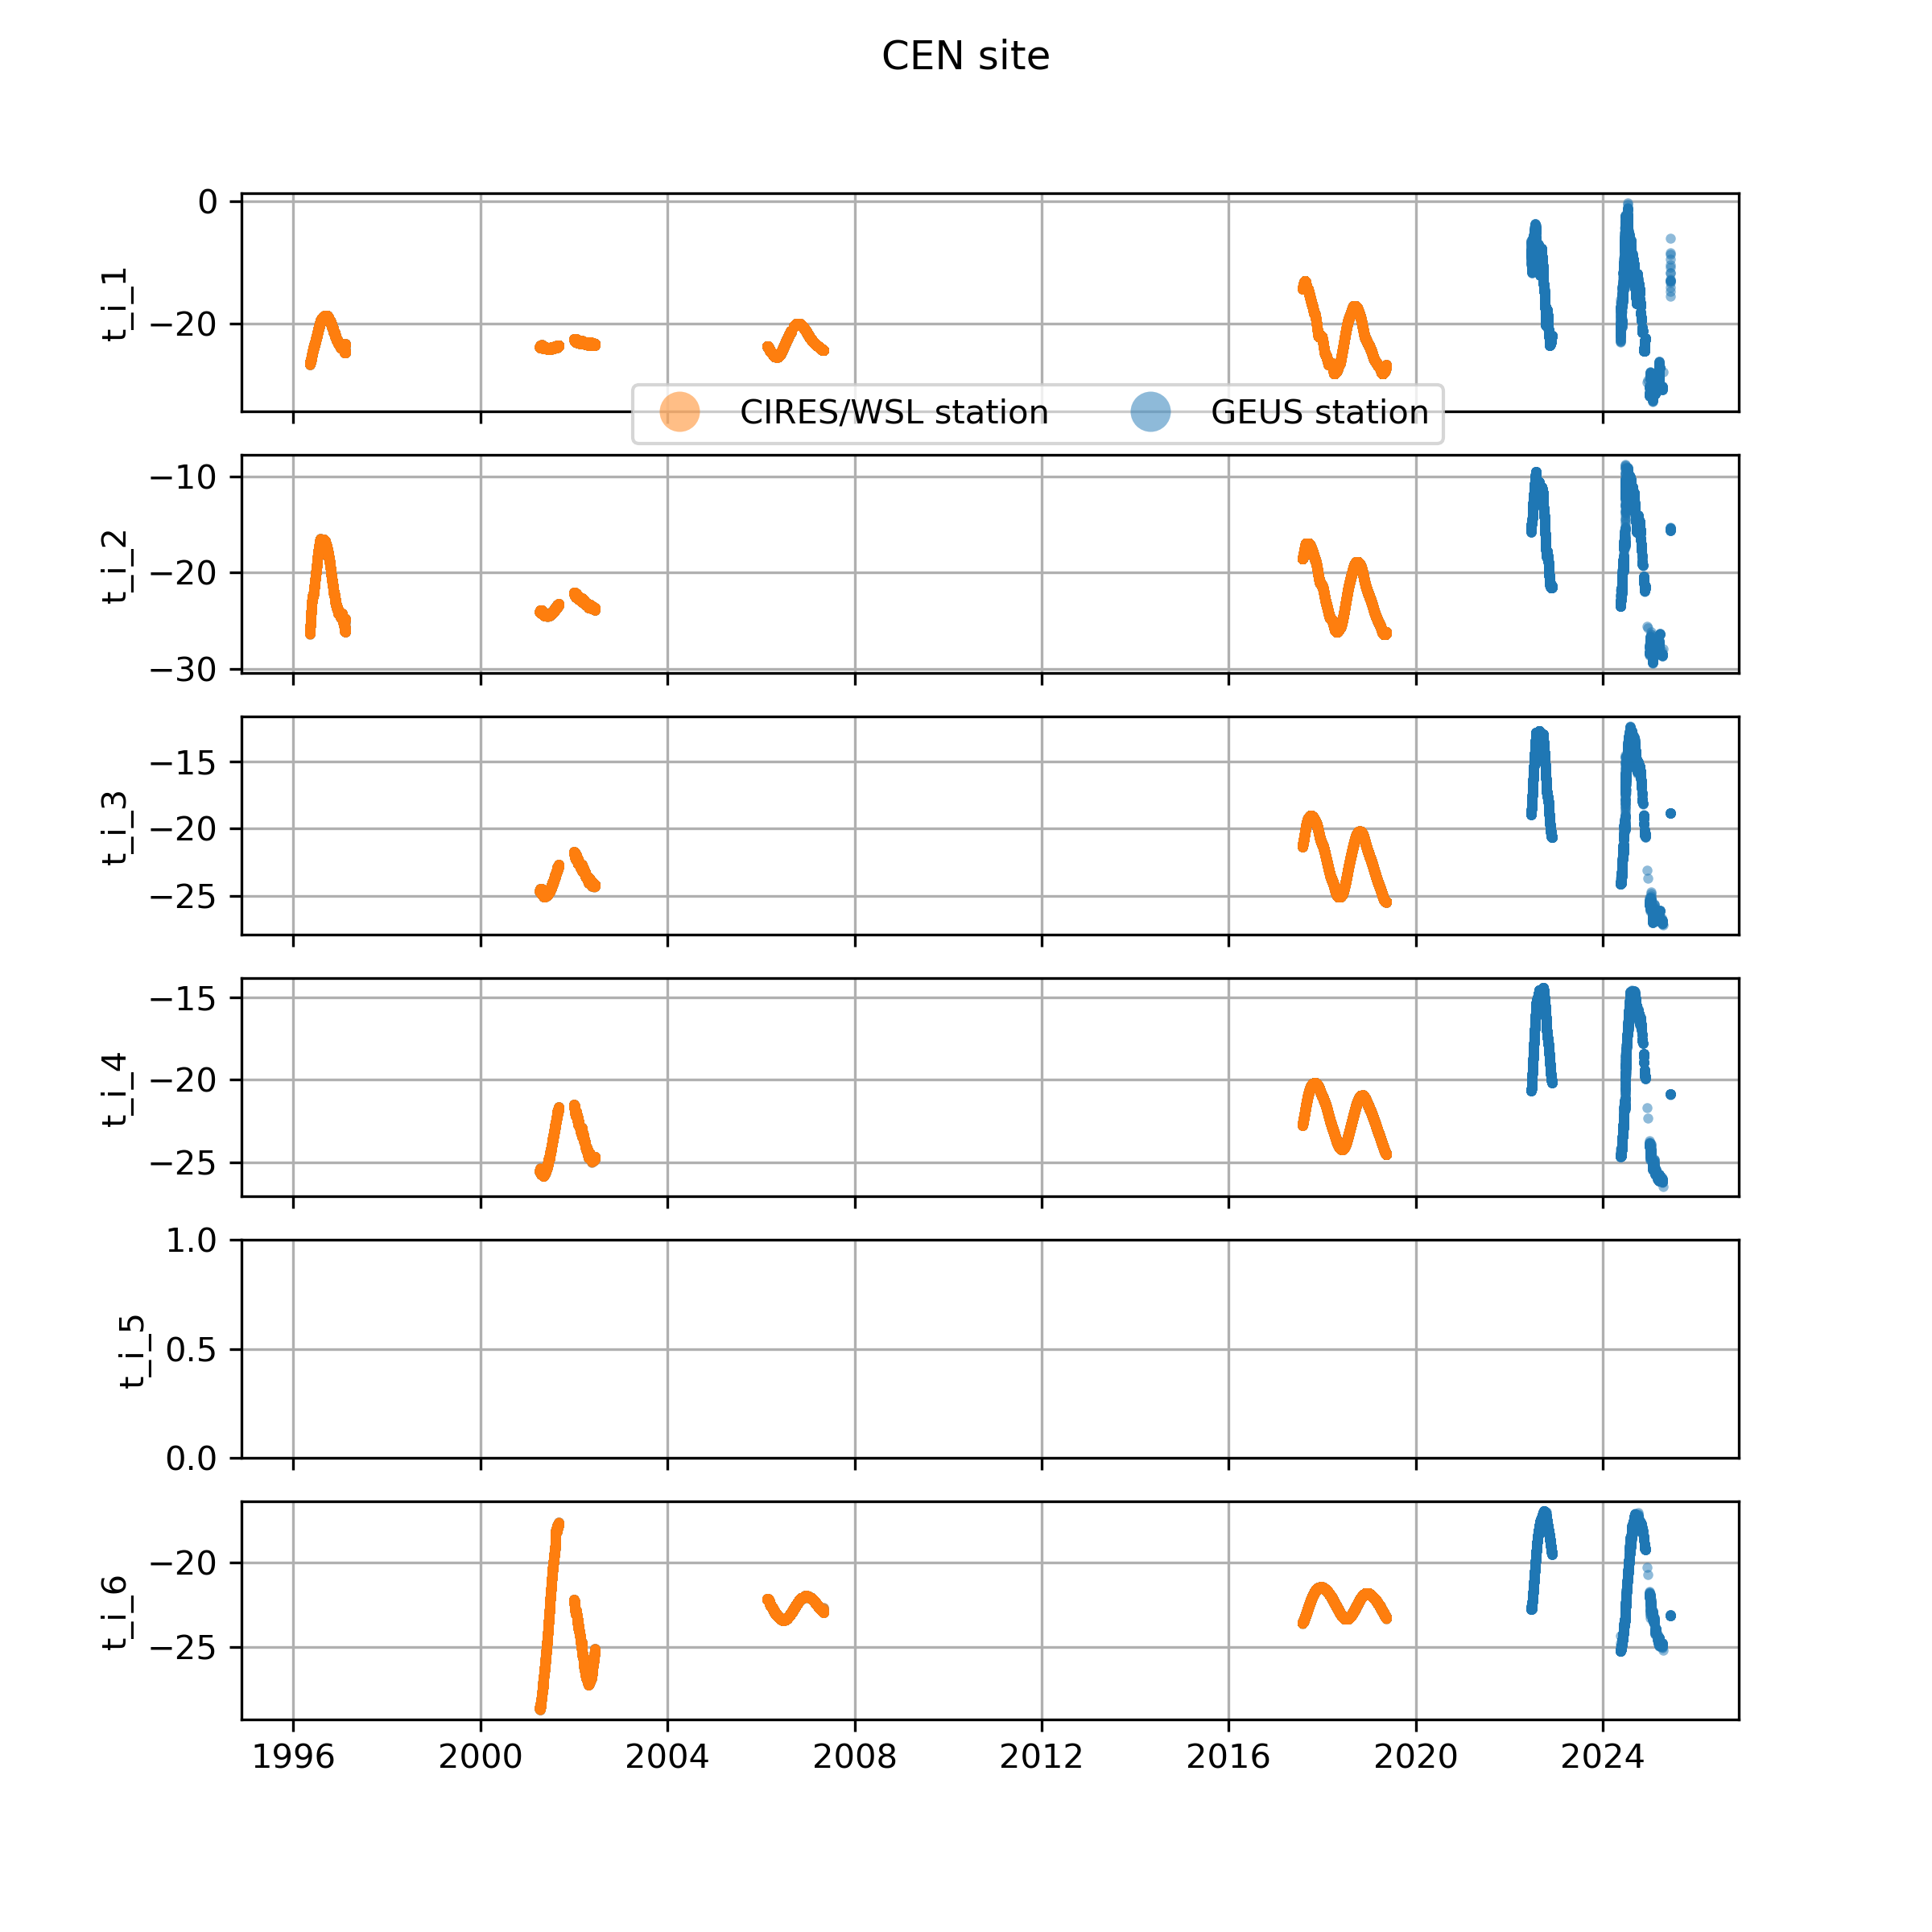 CEN site
0
−20
t_i_1
CIRES/WSL station
GEUS station
−10
−20
−30
t_i_2
−15
−20
−25
t_i_3
−15
−20
−25
t_i_4
1.0
0.5
0.0
t_i_5
−20
−25
t_i_6
1996 2000 2004 2008 2012 2016 2020 2024